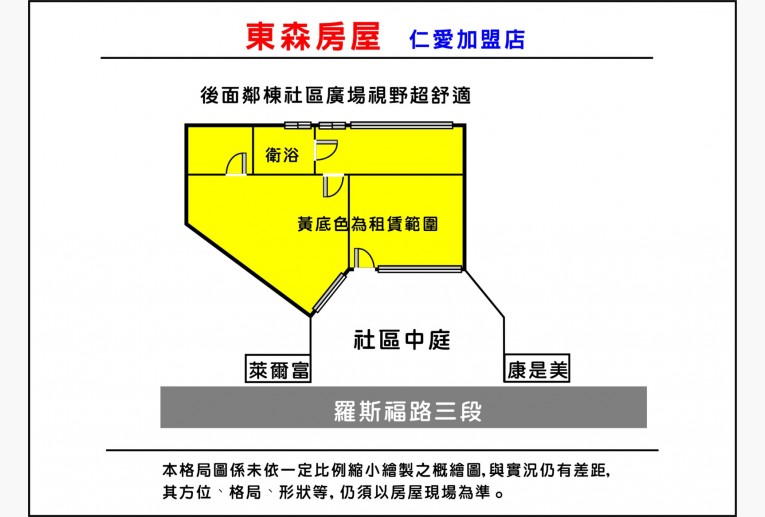 東森房屋 仁愛加盟店
後面鄰棟社區廣場視野超舒適
衛浴
黃底色為租賃範圍
社區中庭
萊爾富 康是美
羅斯福路三段
本格局圖係未依一定比例縮小繪製之概繪圖,與實況仍有差距,
其方位、格局、形狀等,仍須以房屋現場為準。